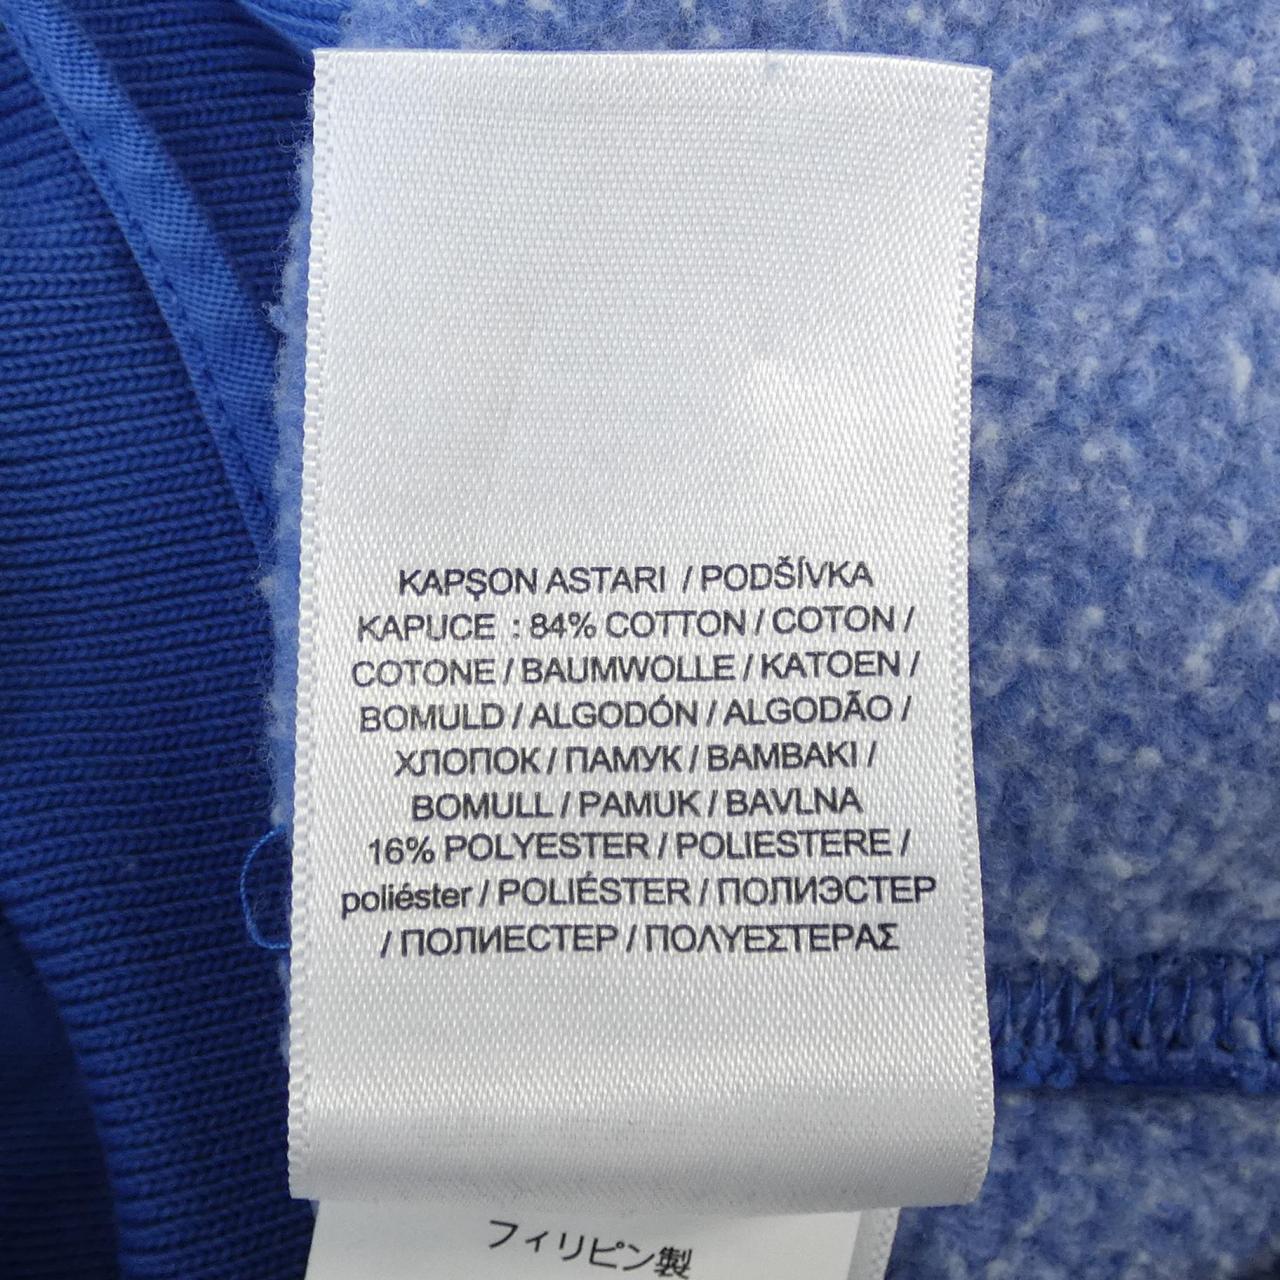 KAPŞON ASTARI / PODŠÍVKA
KAPUCE : 84% COTTON / COTON /
COTONE / BAUMWOLLE / KATOEN /
BOMULD / ALGODÓN / ALGODÃO /
ХЛОПОК / ПАМУК / ΒΑΜΒΑΚΙ /
BOMULL / PAMUK / BAVLNA
16% POLYESTER / POLIESTERE /
poliéster / POLIÉSTER / ПОЛИЭСТЕР
/ ПОЛИЕСТЕР / ΠΟΛΥΕΣΤΕΡΑΣ
フィリピン製